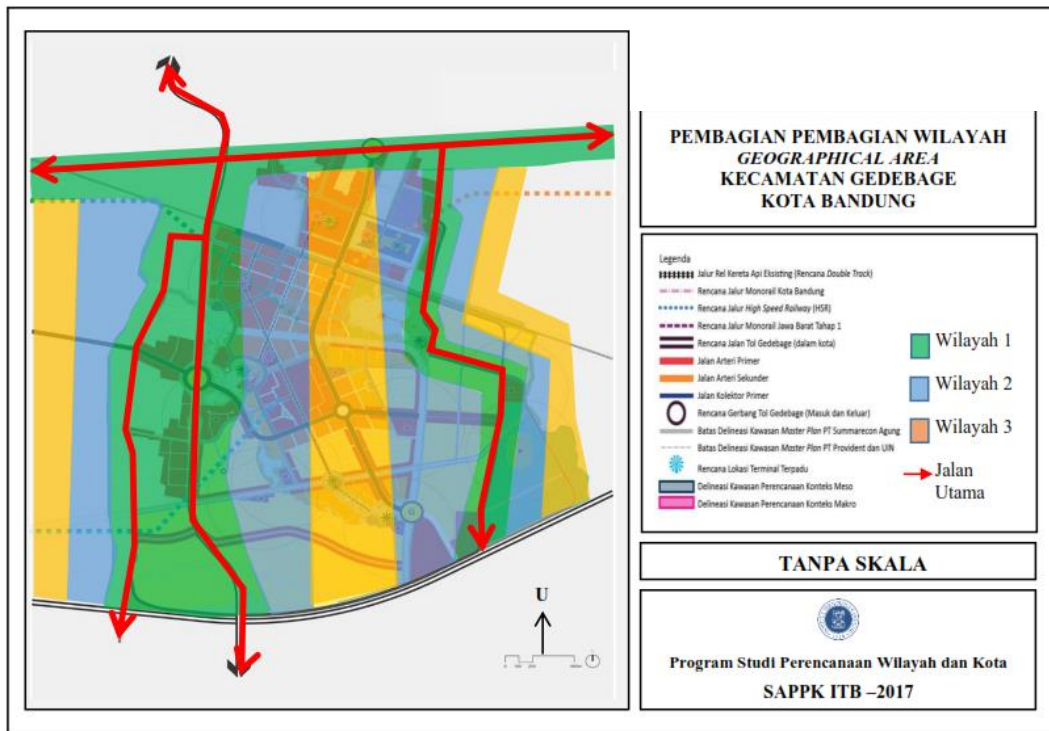 PEMBAGIAN PEMBAGIAN WILAYAH
GEOGRAPHICAL AREA
KECAMATAN GEDEBAGE
KOTA BANDUNG
Legenda
Jalur Rel Kereta Api Eksisting (Rencana Double Track)
Rencana Jalur Monorail Kota Bandung
Rencana Jalur High Speed Railway (HSR)
Rencana Jalur Monorail Jawa Barat Tahap 1
Rencana Jalan Tol Gedebage (dalam kota)
Jalan Arteri Primer
Jalan Arteri Sekunder
Jalan Kolektor Primer
Rencana Gerbang Tol Gedebage (Masuk dan Keluar)
Batas Delineasi Kawasan Master Plan PT Summarecon Agung
Batas Delineasi Kawasan Master Plan PT Provident dan UIN
Rencana Lokasi Terminal Terpadu
Delineasi Kawasan Perencanaan Konteks Meso
Delineasi Kawasan Perencanaan Konteks Makro
Wilayah 1
Wilayah 2
Wilayah 3
Jalan
Utama
TANPA SKALA
U
Program Studi Perencanaan Wilayah dan Kota
SAPPK ITB –2017